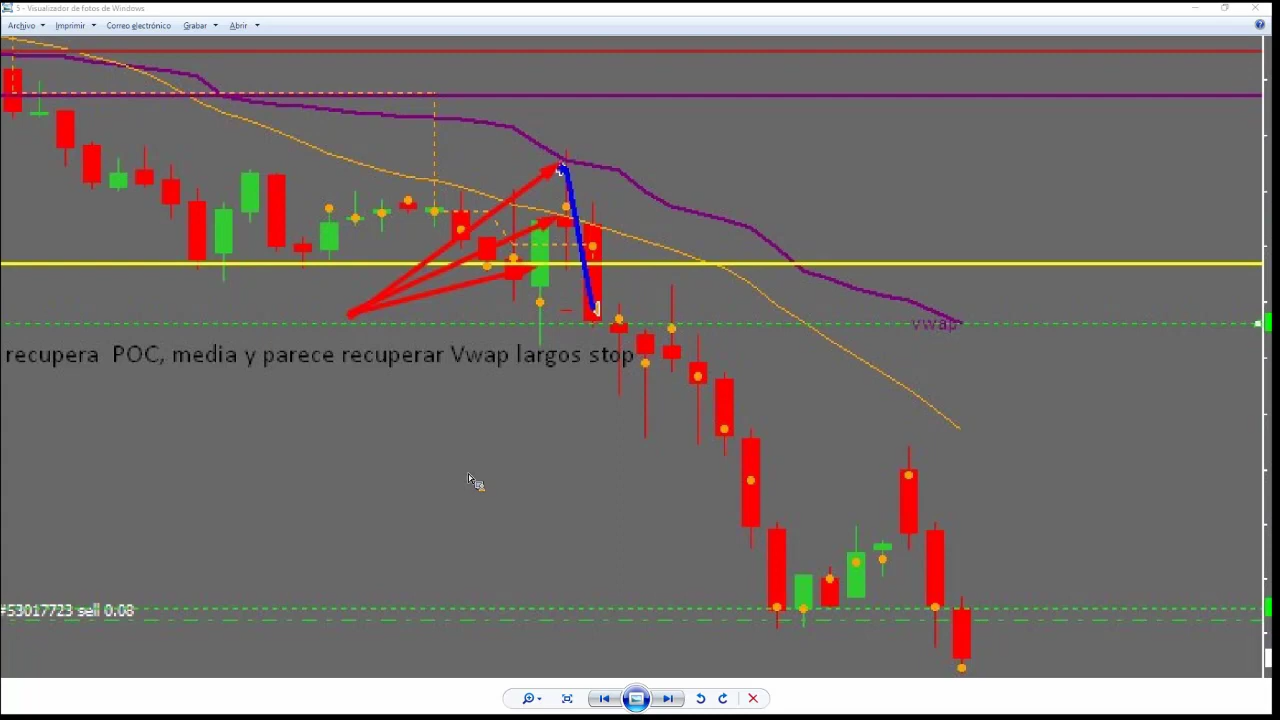 5 - Visualizador de fotos de Windows
Archivo Imprimir Correo electrónico Grabar Abrir
vwap
recupera POC, media y parece recuperar Vwap largos stop
#53017723 sell 0.08